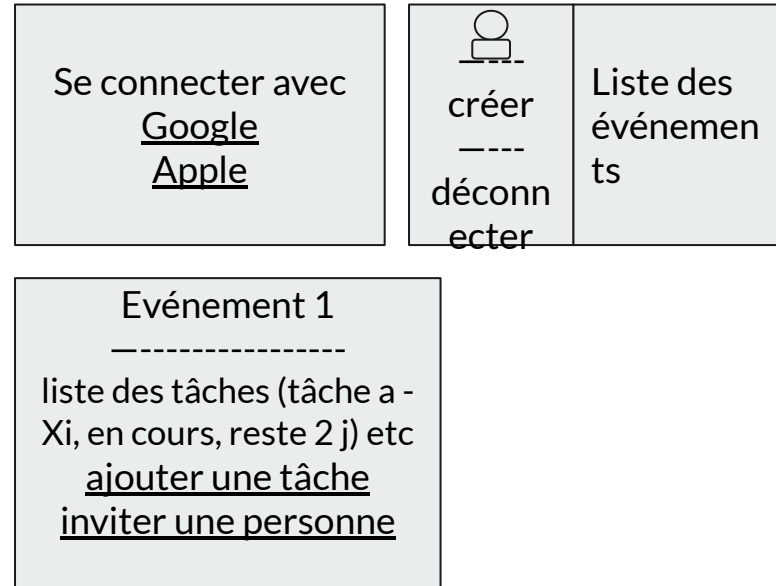 Se connecter avec
Google
Apple
—---
créer
—---
déconn
ecter
Liste des
événemen
ts
Evénement 1
—----------------
liste des tâches (tâche a -
Xi, en cours, reste 2 j) etc
ajouter une tâche
inviter une personne